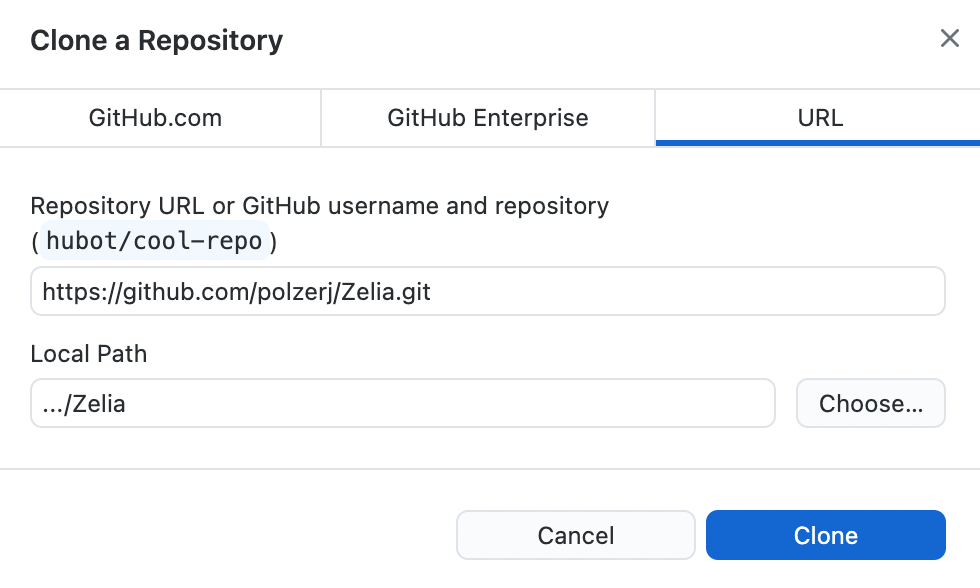 Clone a Repository
GitHub.com
GitHub Enterprise
URL
Repository URL or GitHub username and repository
(hubot/cool-repo)
https://github.com/polzerj/Zelia.git
Local Path
.../Zelia
Choose...
Cancel
Clone